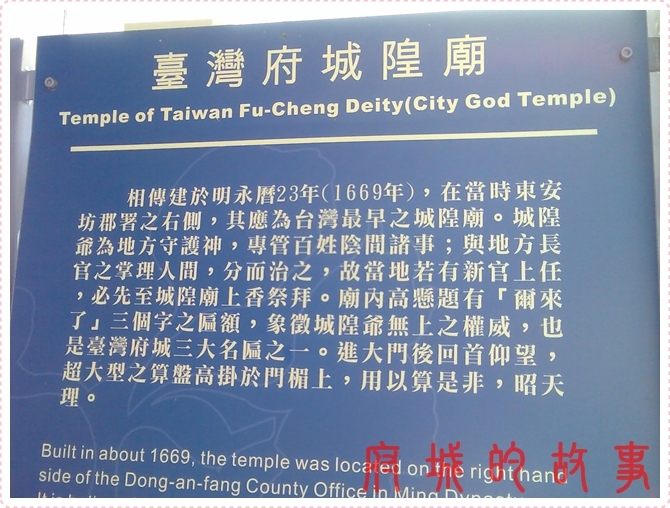 臺灣府城隍廟
Temple of Taiwan Fu-Cheng Deity(City God Temple)
相傳建於明永曆23年(1669年)，在當時東安
坊郡署之右側，其應為台灣最早之城隍廟。城隍
爺為地方守護神，專管百姓陰間諸事；與地方長
官之掌理人間，分而治之，故當地若有新官上任
，必先至城隍廟上香祭拜。廟內高懸題有『爾來
了』三個字之匾額，象徵城隍爺無上之權威，也
是臺灣府城三大名匾之一。進大門後回首仰望，
超大型之算盤高掛於門楣上，用以算是非，昭天
理。
Built in about 1669, the temple was located on the right hand
side of the Dong-an-fang County Office in Ming Dynasty
府城的故事